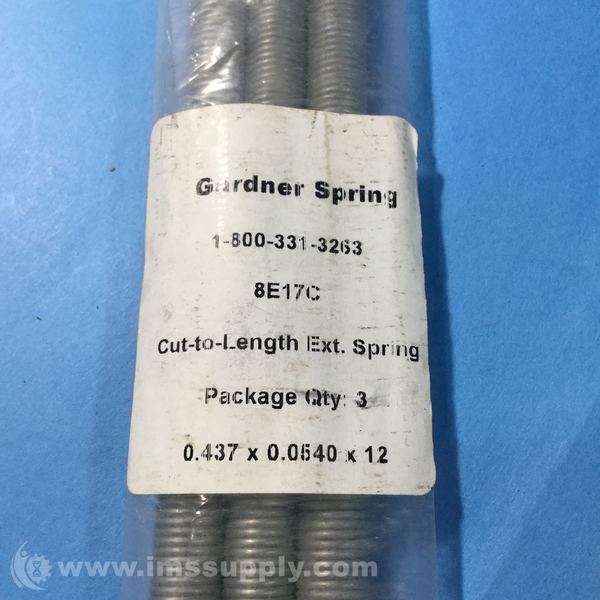 Gardner Spring
1-800-331-3263
8E17C
Cut-to-Length Ext. Spring
Package Qty: 3
0.437 x 0.0540 x 12
www.imssupply.com